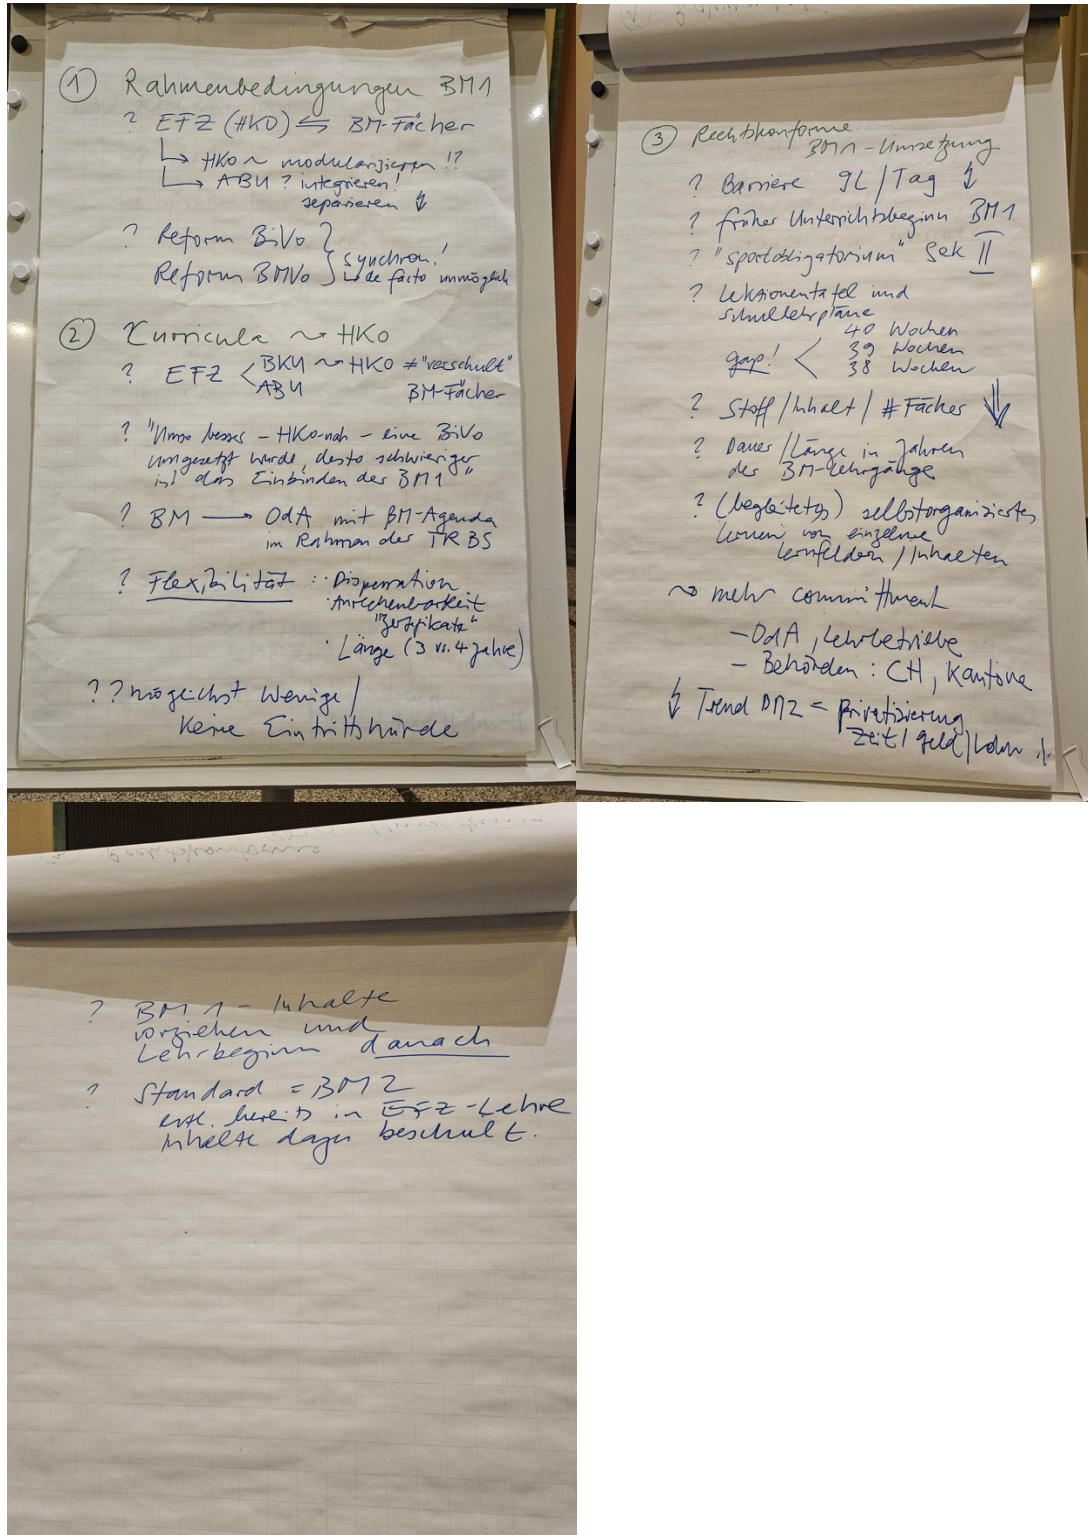 ① Rahmenbedingungen BM1
? EFZ (HKO) ⇆ BM-Fächer
↳ HKO ~ modularisieren !?
↳ ABU ? integrieren!
separieren ↯
? Reform BiVo } synchron!
Reform BMVo } ↳ de facto unmöglich
② Curricula ⤳ HKO
? EFZ < BKU ⤳ HKO ≠ "verschult"
ABU BM-Fächer
? "Umso besser – HKO-nah – eine BiVo
umgesetzt wurde, desto schwieriger
ist das Einbinden der BM1"
? BM → OdA mit BM-Agenda
im Rahmen der TRBS
? Flexibilität : · Dispensation
· Anrechenbarkeit
"Zertifikate"
· Länge (3 vs. 4 Jahre)
? ? möglichst wenige /
keine Eintrittshürde
③ Rechtskonforme
BM1-Umsetzung
? Barriere 9L/Tag ↯
? früher Unterrichtsbeginn BM1
? "Sportobligatorium" Sek II
? Lektionentafel und
Schullehrpläne
gap! < 40 Wochen
39 Wochen
38 Wochen
? Stoff / Inhalt / # Fächer ⇓
? Dauer / Länge in Jahren
der BM-Lehrgänge
? (begleitetes) selbstorganisiertes
Lernen von einzelne
Lernfeldern / Inhalten
⤳ mehr committment
– OdA, Lehrbetriebe
– Behörden : CH, Kantone
↯ Trend BM2 = Privatisierung
Zeit / Geld / Lohn
? BM 1 – Inhalte
vorziehen und
Lehrbeginn danach
? Standard = BM2
evtl. bereits in EFZ-Lehre
Inhalte dazu beschult.